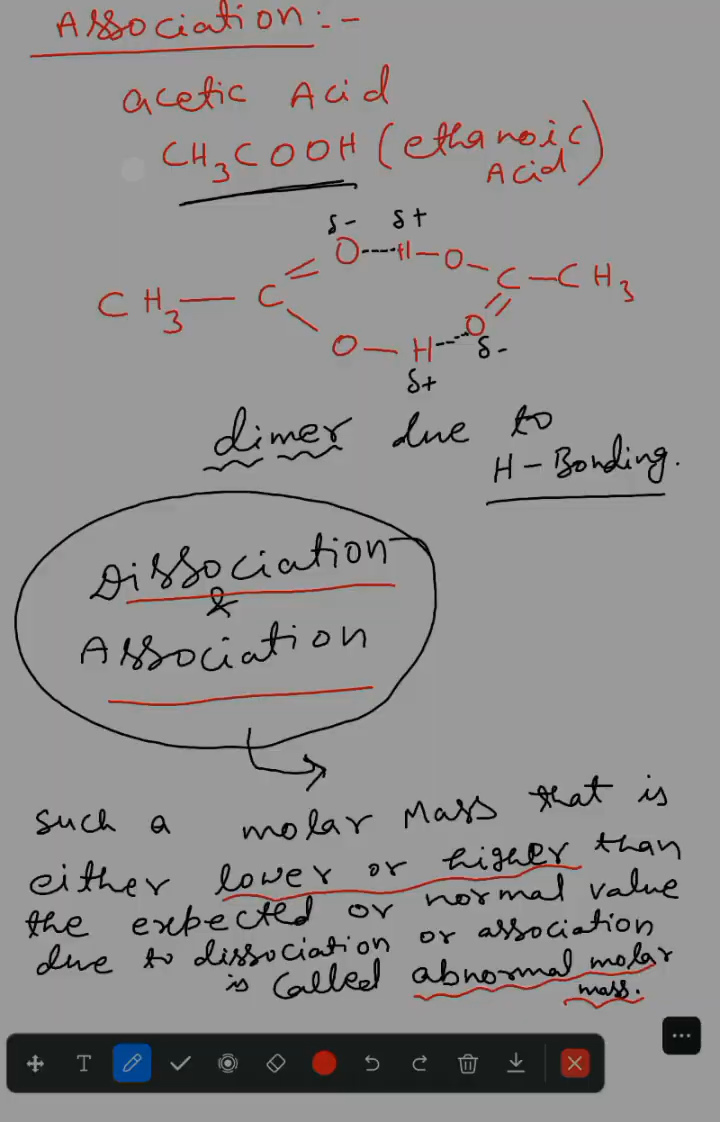 Association:-
acetic Acid
CH3COOH (ethanoic
Acid)
δ- δ+
O----H-O
CH3-C C-CH3
O-H---O
δ+ δ-
dimer due to
H-Bonding.
Dissociation
&
Association
such a molar Mass that is
either lower or higher than
the expected or normal value
due to dissociation or association
is called abnormal molar
mass.
T